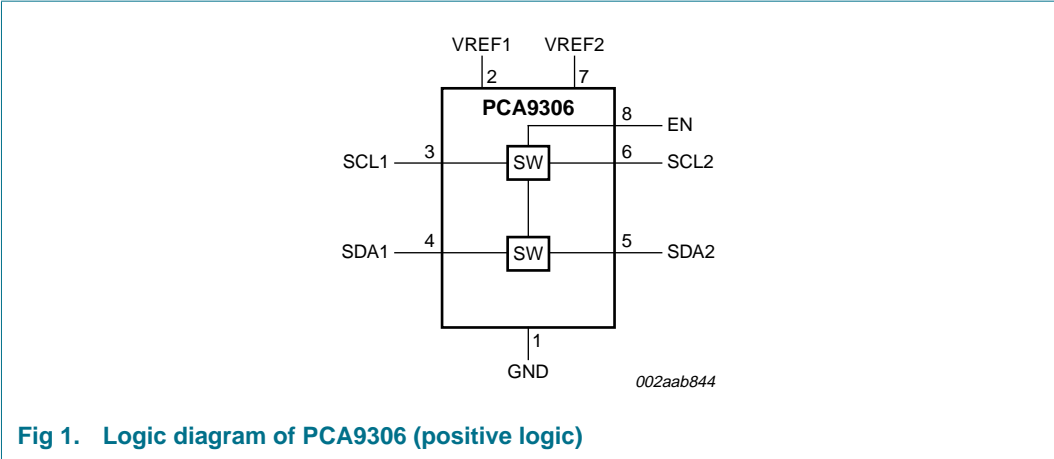 VREF1 VREF2
2 7
PCA9306
8 EN
SCL1 3 SW 6 SCL2
SDA1 4 SW 5 SDA2
1
GND
002aab844
Fig 1. Logic diagram of PCA9306 (positive logic)